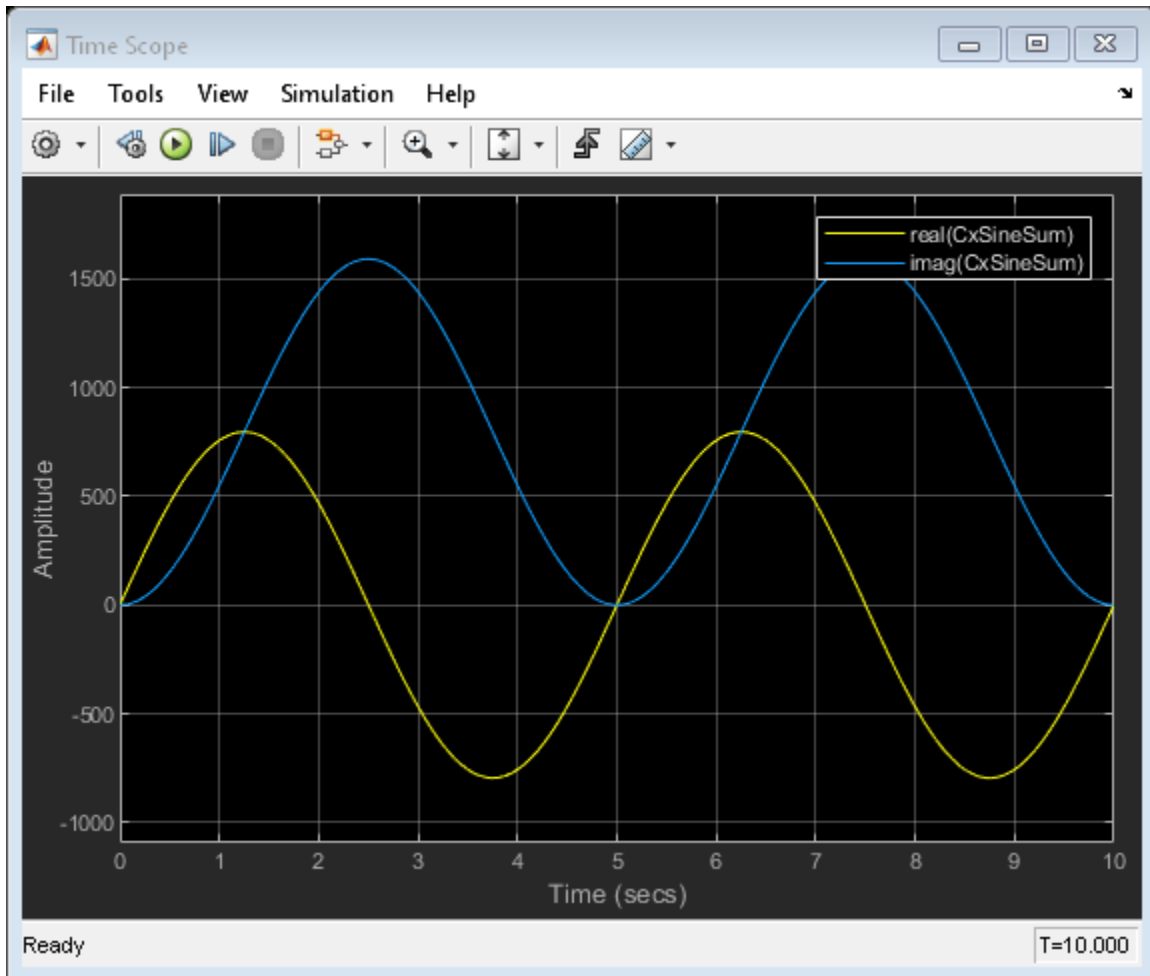 Time Scope
File Tools View Simulation Help
real(CxSineSum)
imag(CxSineSum)
1500
1000
500
0
-500
-1000
Amplitude
0 1 2 3 4 5 6 7 8 9 10
Time (secs)
Ready T=10.000